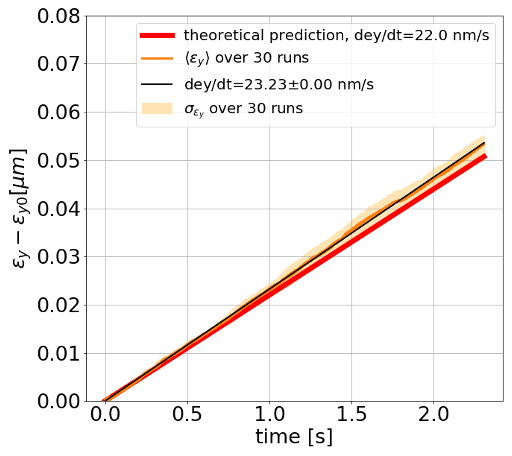 theoretical prediction, dey/dt=22.0 nm/s
⟨εy⟩ over 30 runs
dey/dt=23.23±0.00 nm/s
σεy over 30 runs
0.08
0.07
0.06
0.05
0.04
0.03
0.02
0.01
0.00
εy − εy0[μm]
0.0 0.5 1.0 1.5 2.0
time [s]